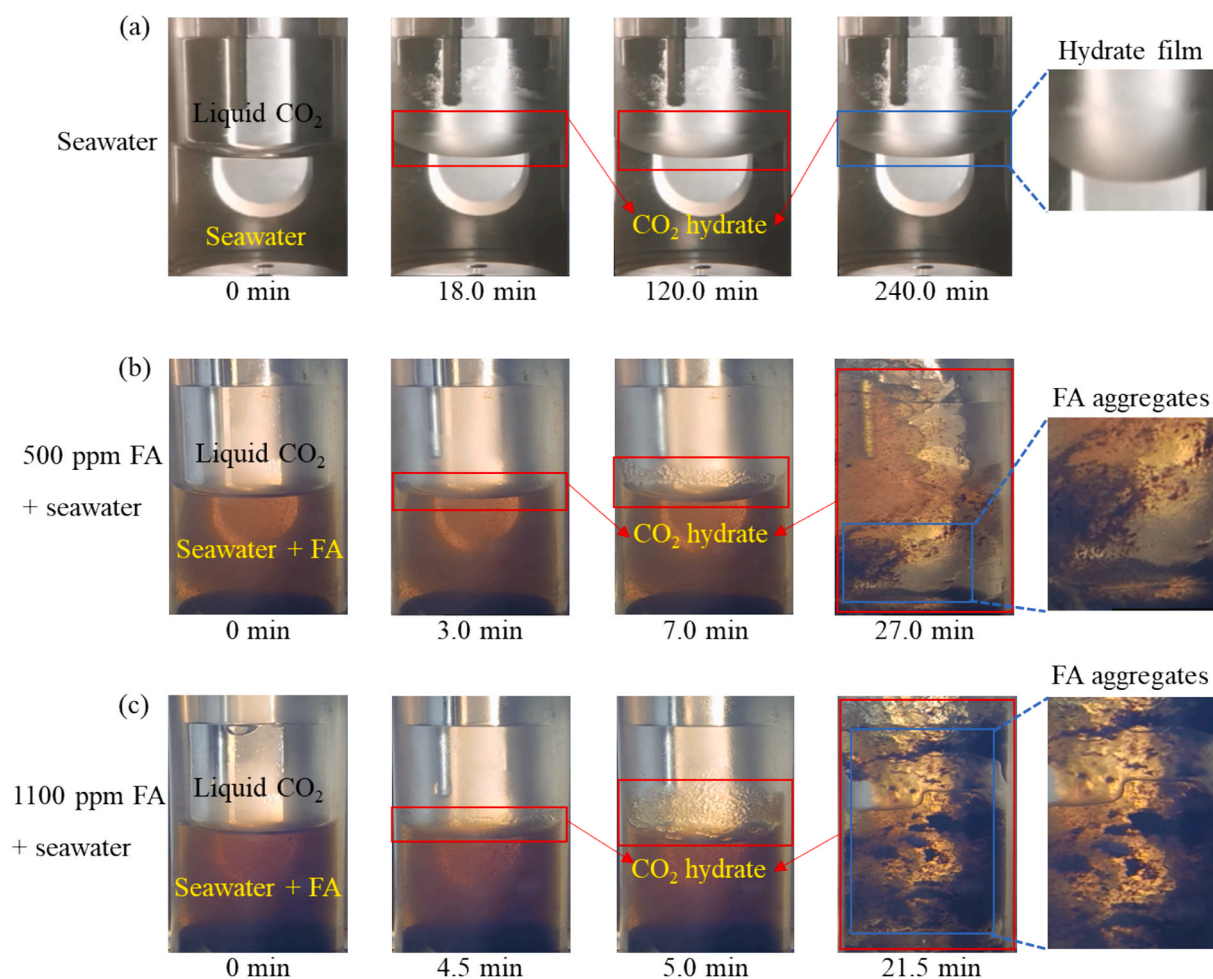 (a)
Hydrate film
Liquid CO₂
Seawater
Seawater
CO₂ hydrate
0 min
18.0 min
120.0 min
240.0 min
(b)
FA aggregates
500 ppm FA
+ seawater
Liquid CO₂
Seawater + FA
CO₂ hydrate
0 min
3.0 min
7.0 min
27.0 min
(c)
FA aggregates
1100 ppm FA
+ seawater
Liquid CO₂
Seawater + FA
CO₂ hydrate
0 min
4.5 min
5.0 min
21.5 min